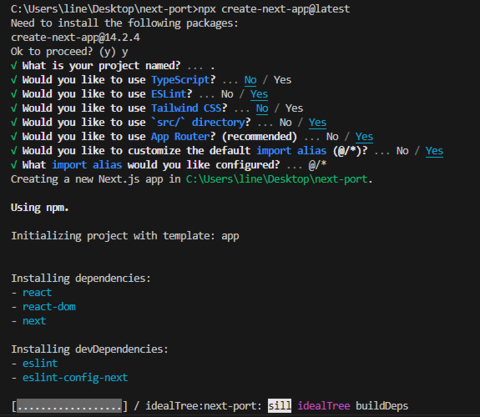 C:\Users\line\Desktop\next-port>npx create-next-app@latest
Need to install the following packages:
create-next-app@14.2.4
Ok to proceed? (y) y
√ What is your project named? ... .
√ Would you like to use TypeScript? ... No / Yes
√ Would you like to use ESLint? ... No / Yes
√ Would you like to use Tailwind CSS? ... No / Yes
√ Would you like to use `src/` directory? ... No / Yes
√ Would you like to use App Router? (recommended) ... No / Yes
√ Would you like to customize the default import alias (@/*)? ... No / Yes
√ What import alias would you like configured? ... @/*
Creating a new Next.js app in C:\Users\line\Desktop\next-port.
Using npm.
Initializing project with template: app
Installing dependencies:
- react
- react-dom
- next
Installing devDependencies:
- eslint
- eslint-config-next
[..................] / idealTree:next-port: sill idealTree buildDeps